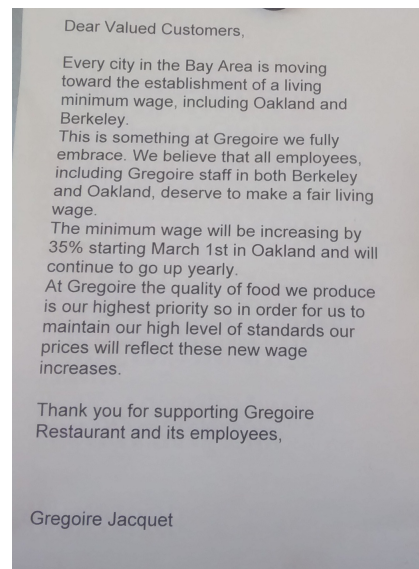 Dear Valued Customers,
Every city in the Bay Area is moving
toward the establishment of a living
minimum wage, including Oakland and
Berkeley.
This is something at Gregoire we fully
embrace. We believe that all employees,
including Gregoire staff in both Berkeley
and Oakland, deserve to make a fair living
wage.
The minimum wage will be increasing by
35% starting March 1st in Oakland and will
continue to go up yearly.
At Gregoire the quality of food we produce
is our highest priority so in order for us to
maintain our high level of standards our
prices will reflect these new wage
increases.
Thank you for supporting Gregoire
Restaurant and its employees,
Gregoire Jacquet